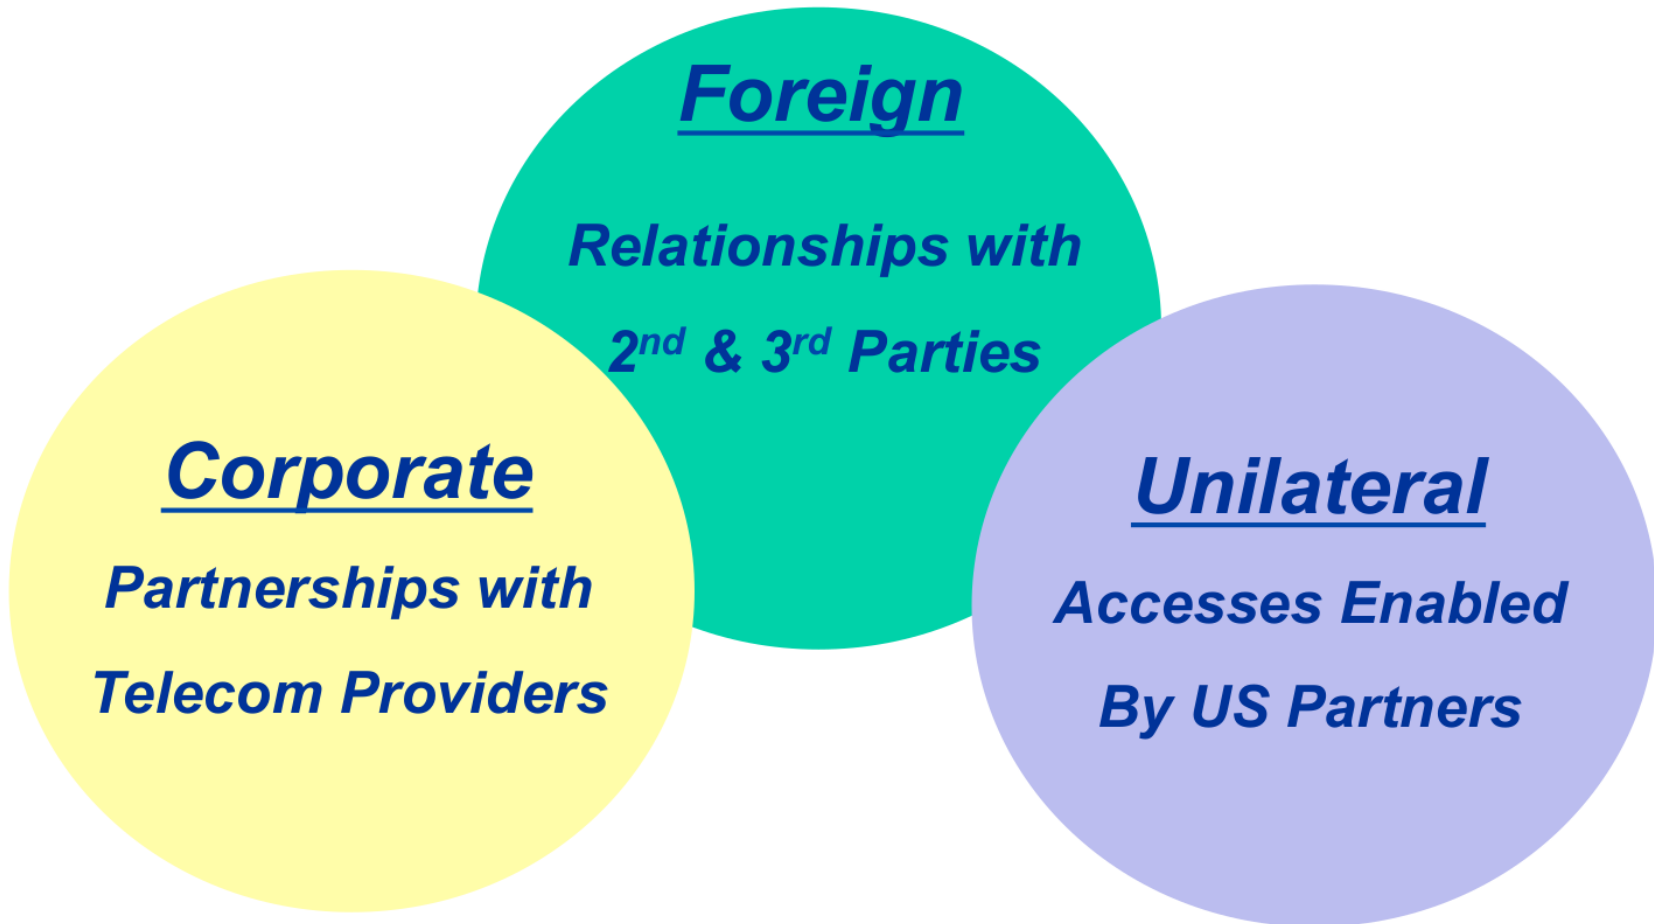 Foreign
Relationships with
2nd & 3rd Parties
Corporate
Partnerships with
Telecom Providers
Unilateral
Accesses Enabled
By US Partners